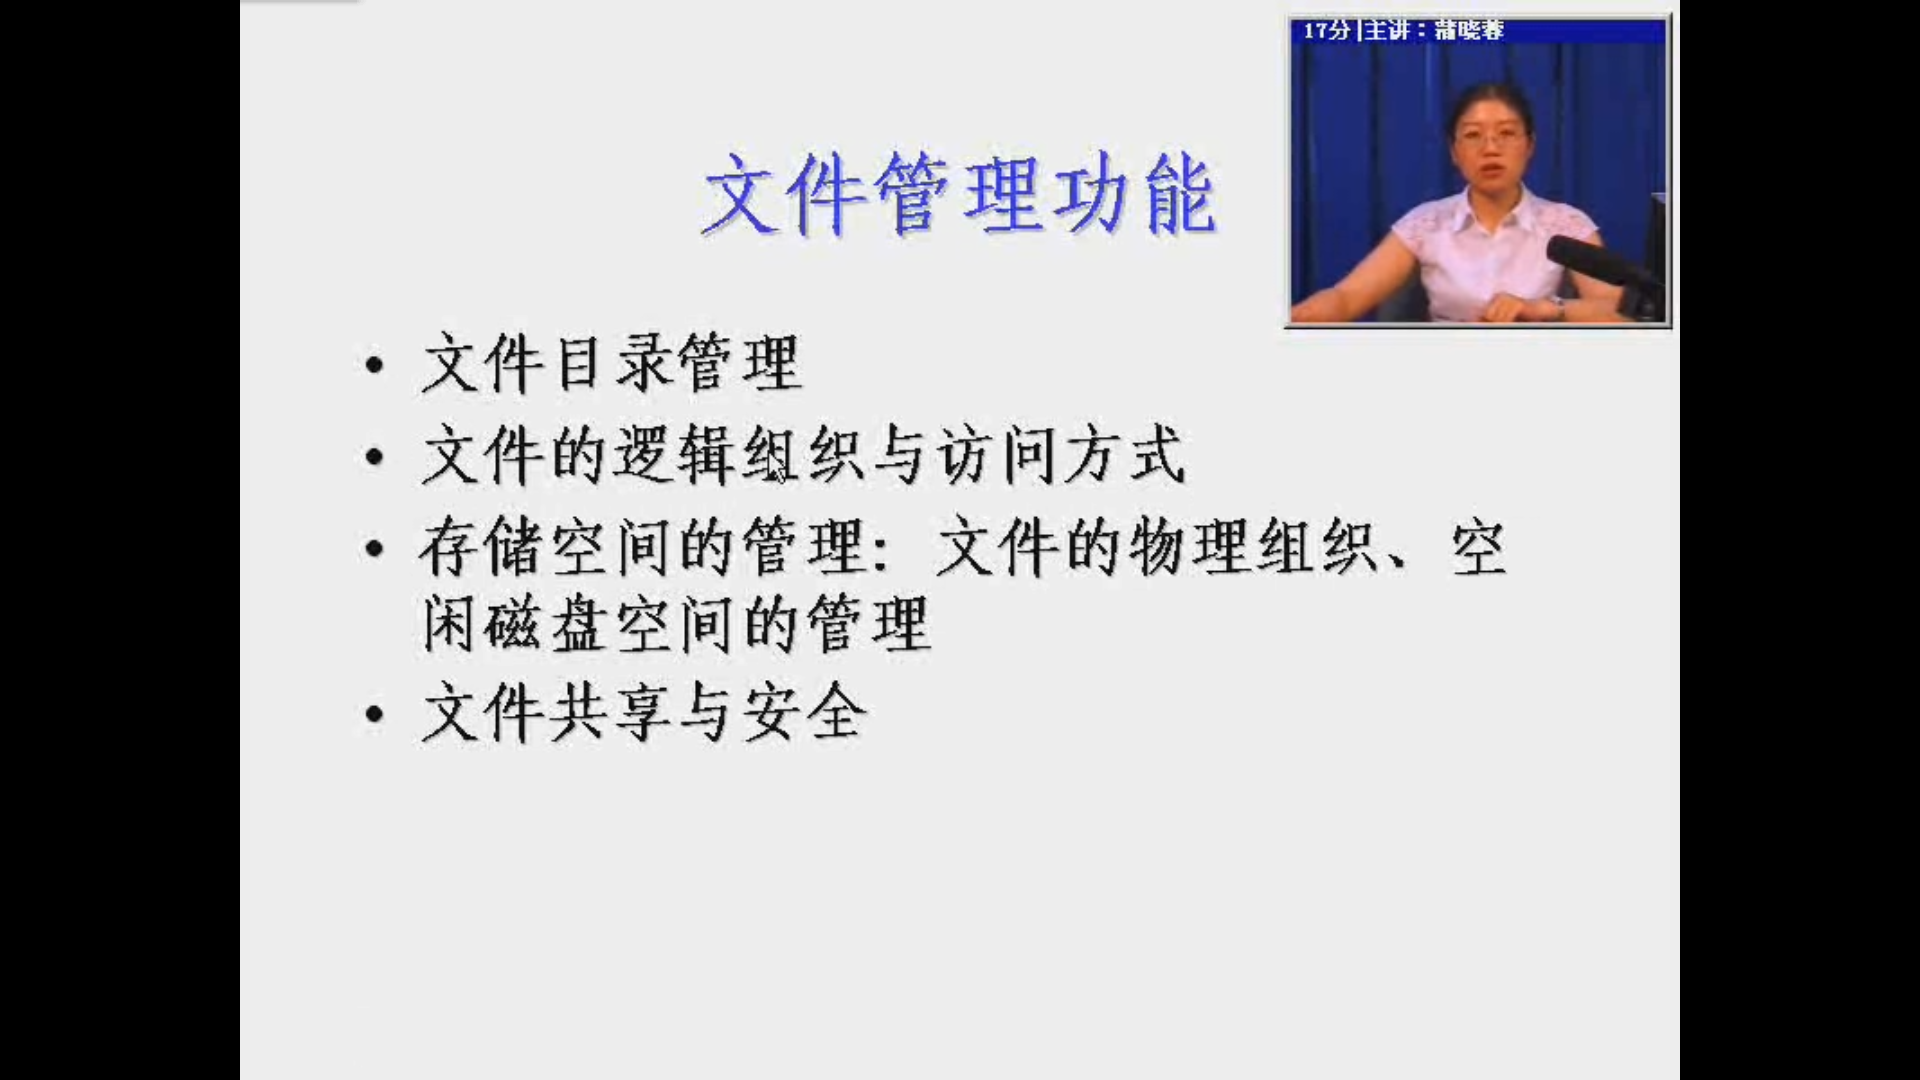 17分|主讲：蒲晓蓉
文件管理功能
• 文件目录管理
• 文件的逻辑组织与访问方式
• 存储空间的管理：文件的物理组织、空
闲磁盘空间的管理
• 文件共享与安全